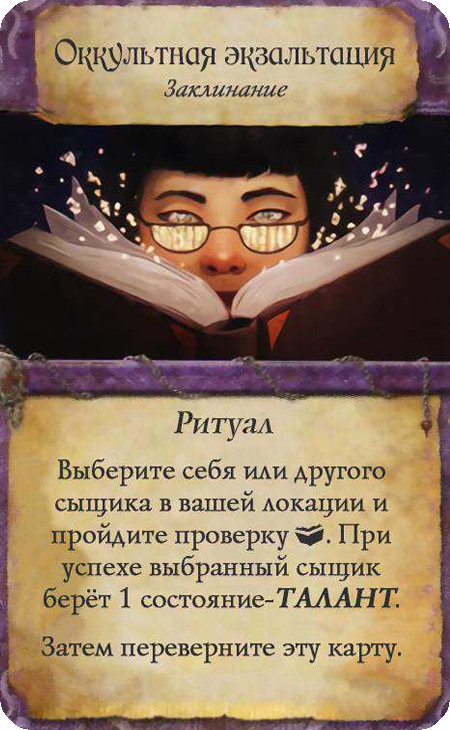 Оккультная экзальтация
Заклинание
Ритуал
Выберите себя или другого
сыщика в вашей локации и
пройдите проверку . При
успехе выбранный сыщик
берёт 1 состояние-ТАЛАНТ.
Затем переверните эту карту.